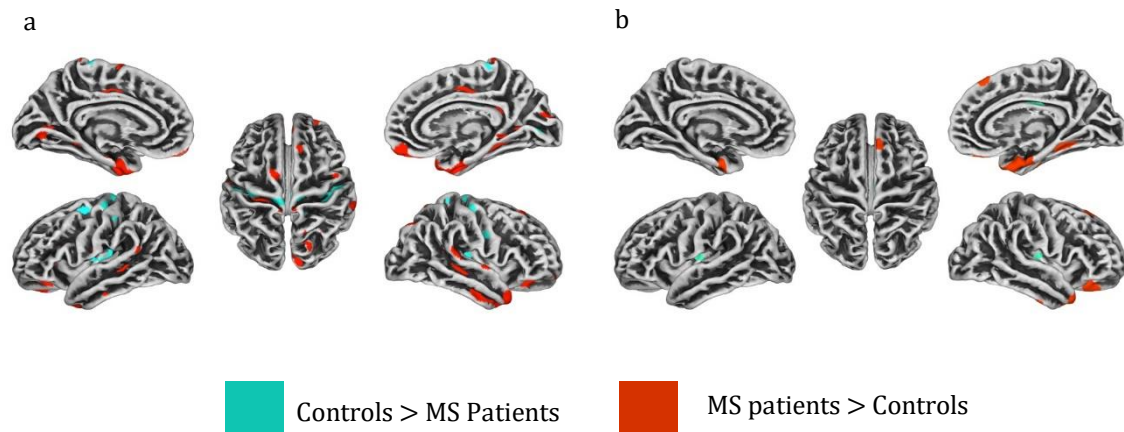 a
b
Controls > MS Patients
MS patients > Controls